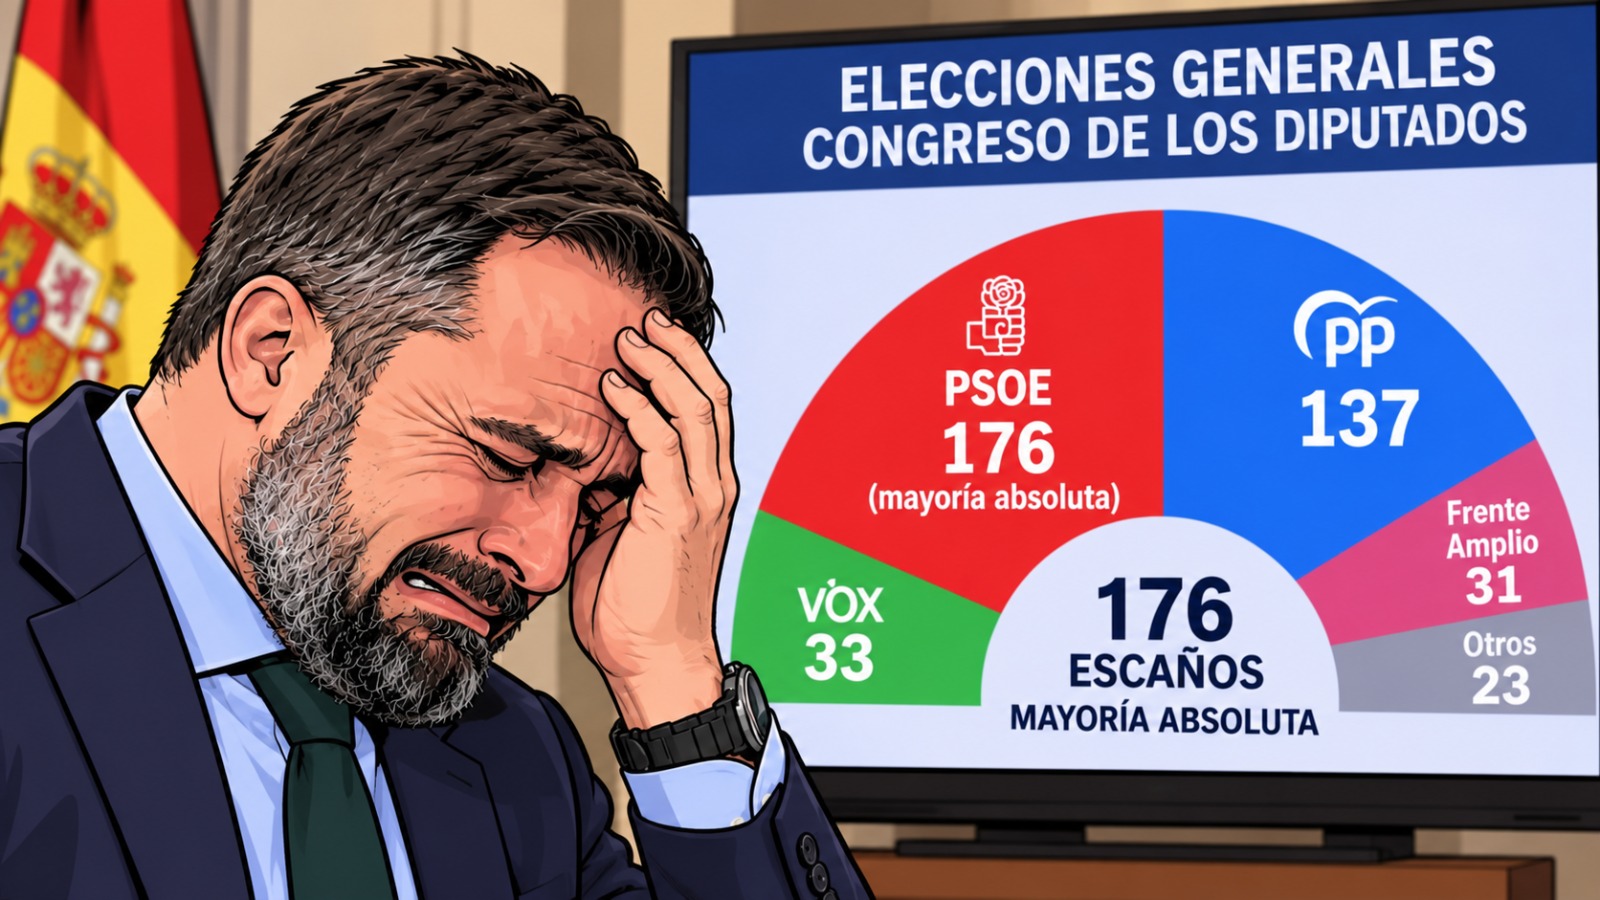 ELECCIONES GENERALES
CONGRESO DE LOS DIPUTADOS
PSOE
176
(mayoría absoluta)
pp
137
VOX
33
Frente
Amplio
31
Otros
23
176
ESCAÑOS
MAYORÍA ABSOLUTA